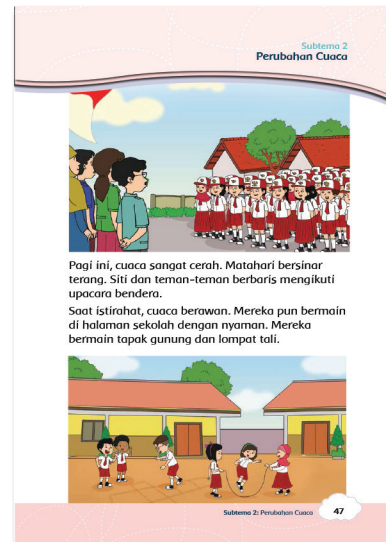 Subtema 2
Perubahan Cuaca
Pagi ini, cuaca sangat cerah. Matahari bersinar
terang. Siti dan teman-teman berbaris mengikuti
upacara bendera.
Saat istirahat, cuaca berawan. Mereka pun bermain
di halaman sekolah dengan nyaman. Mereka
bermain tapak gunung dan lompat tali.
Subtema 2: Perubahan Cuaca 47